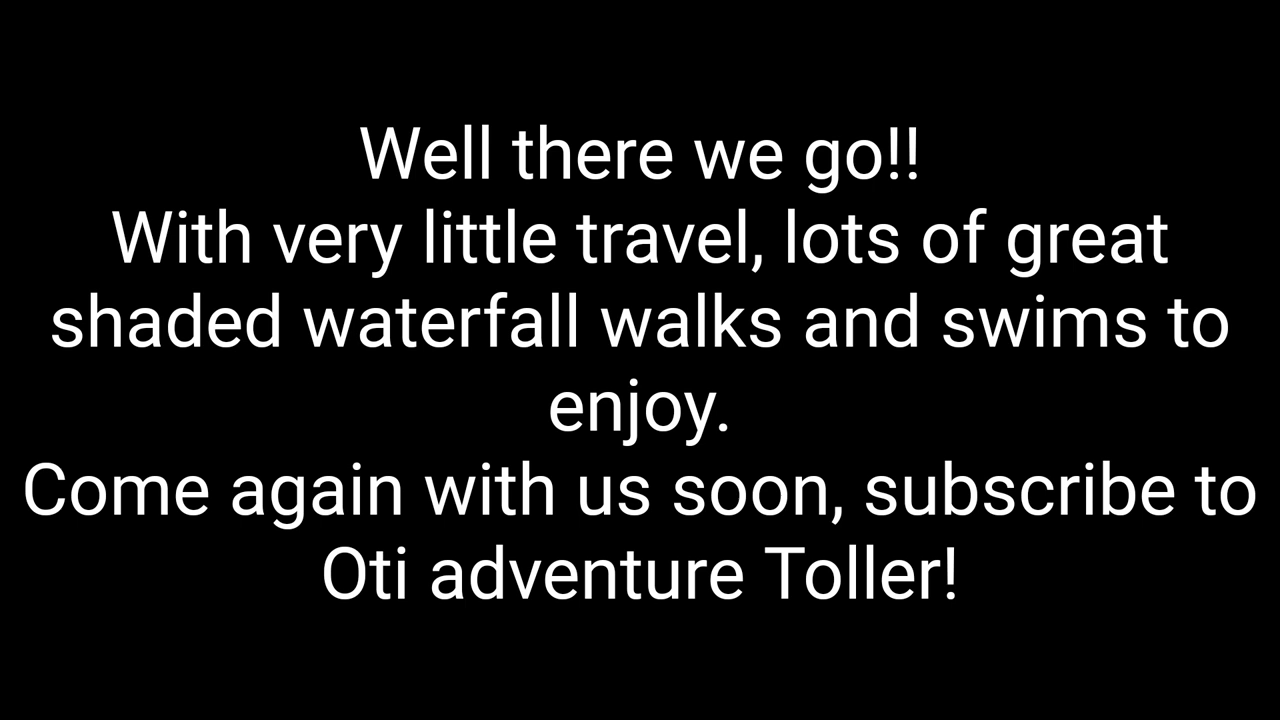 Well there we go!!
With very little travel, lots of great
shaded waterfall walks and swims to
enjoy.
Come again with us soon, subscribe to
Oti adventure Toller!